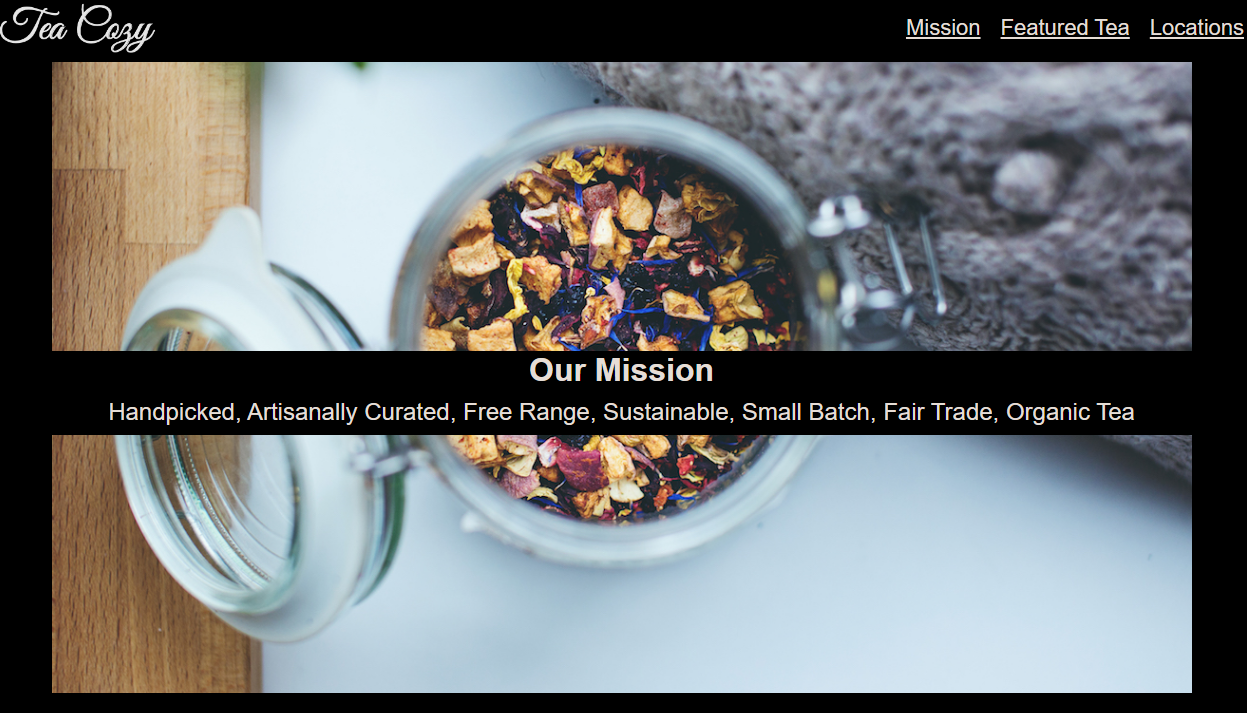 Tea Cozy
Mission Featured Tea Locations
Our Mission
Handpicked, Artisanally Curated, Free Range, Sustainable, Small Batch, Fair Trade, Organic Tea